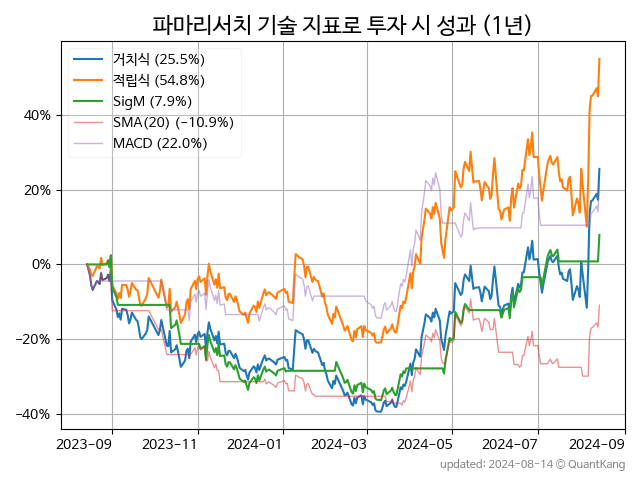 파마리서치 기술 지표로 투자 시 성과 (1년)
거치식 (25.5%)
적립식 (54.8%)
SigM (7.9%)
SMA(20) (−10.9%)
MACD (22.0%)
40%
20%
0%
−20%
−40%
2023-09 2023-11 2024-01 2024-03 2024-05 2024-07 2024-09
updated: 2024-08-14 © QuantKang